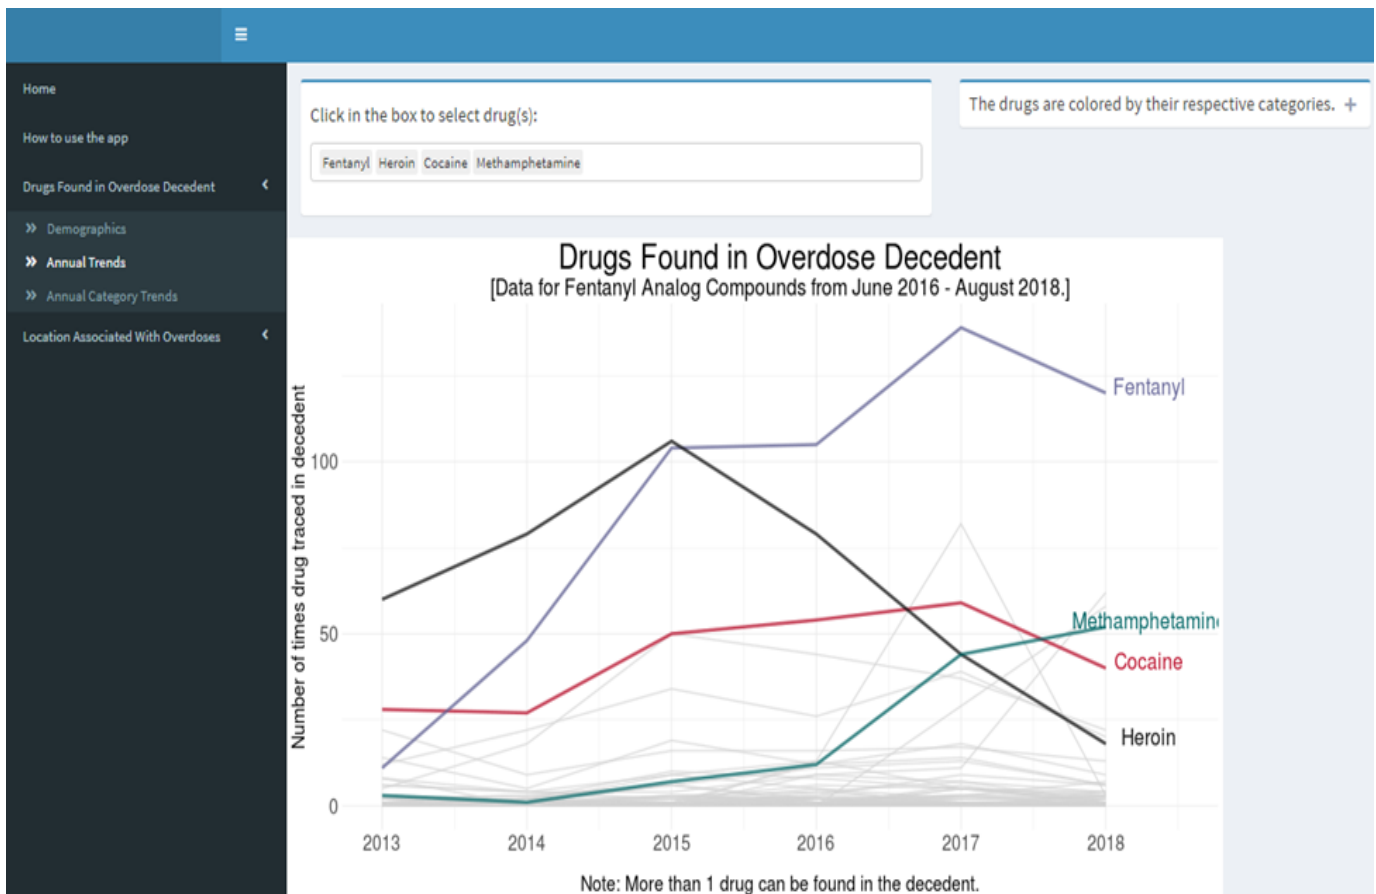 Home
How to use the app
Drugs Found in Overdose Decedent
Demographics
Annual Trends
Annual Category Trends
Location Associated With Overdoses
Click in the box to select drug(s):
Fentanyl Heroin Cocaine Methamphetamine
The drugs are colored by their respective categories. +
Drugs Found in Overdose Decedent
[Data for Fentanyl Analog Compounds from June 2016 - August 2018.]
Number of times drug traced in decedent
100
50
0
Fentanyl
Methamphetamine
Cocaine
Heroin
2013 2014 2015 2016 2017 2018
Note: More than 1 drug can be found in the decedent.